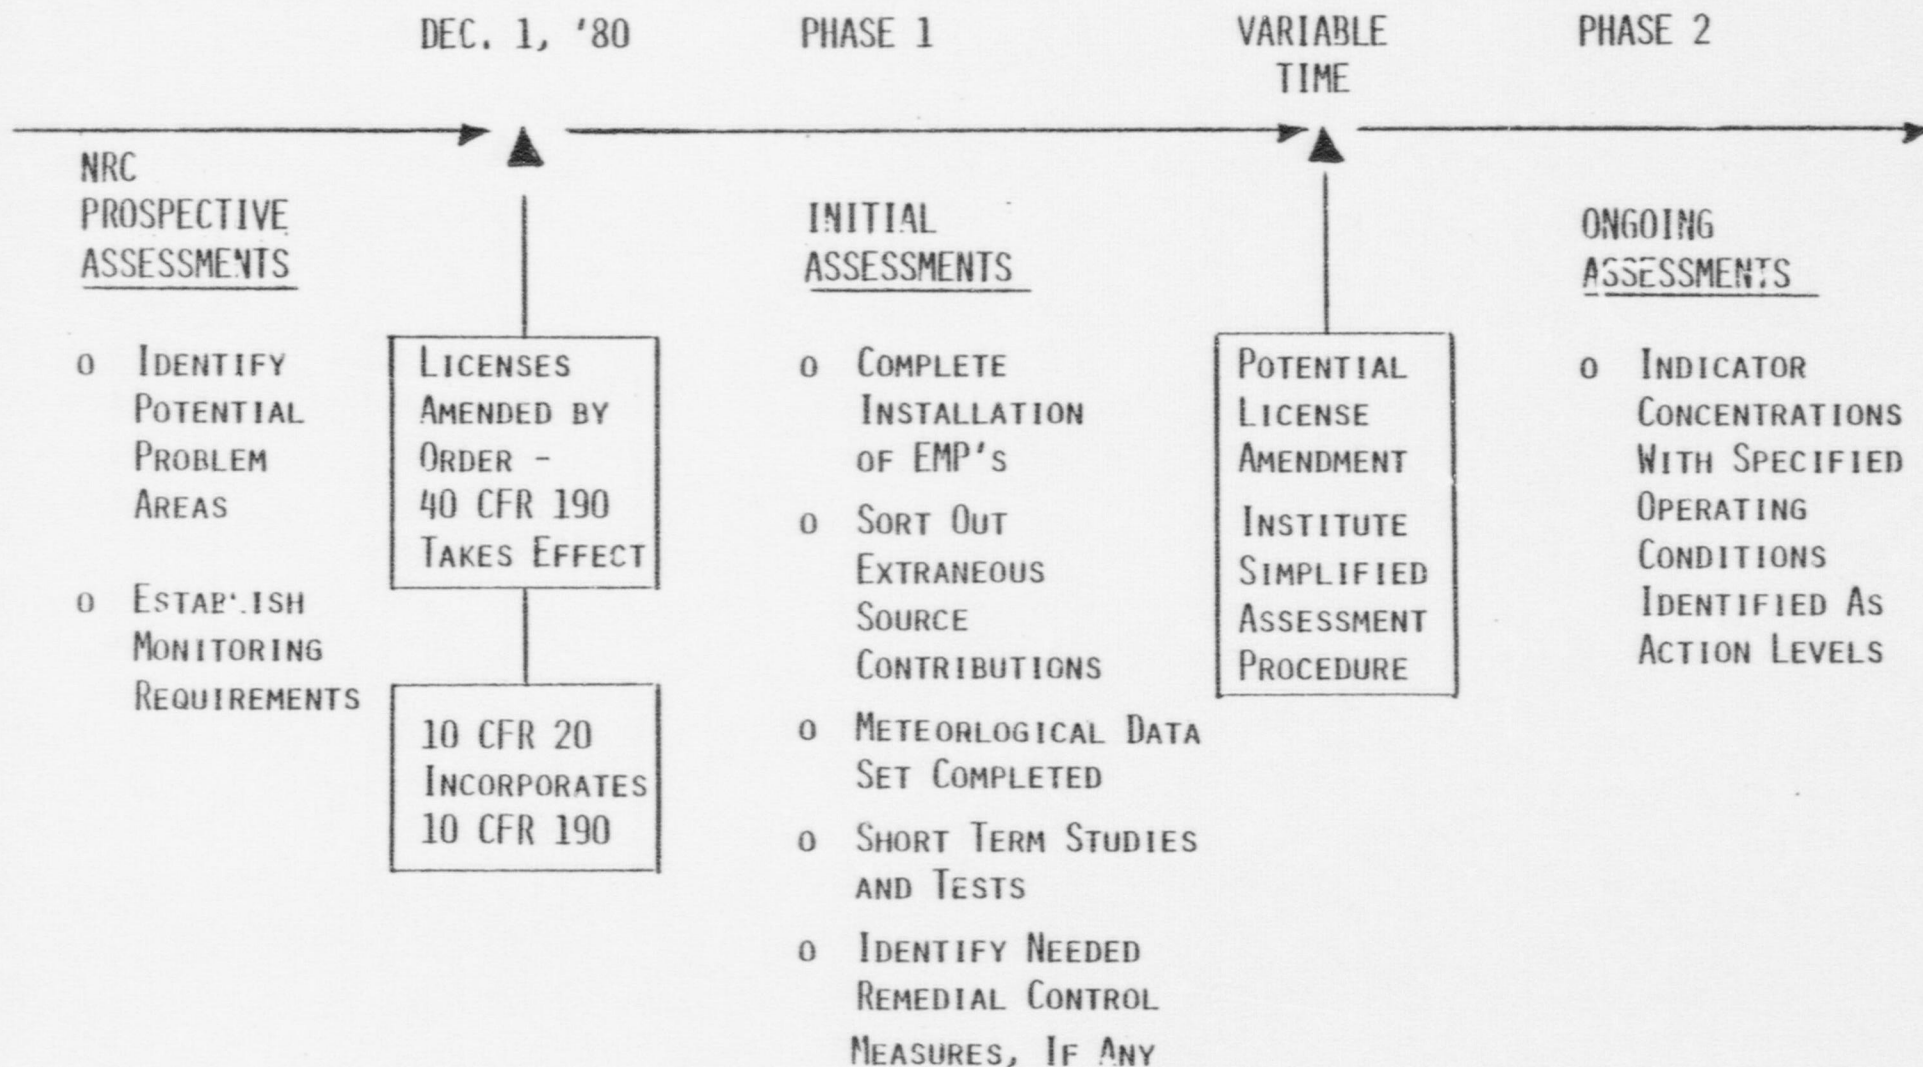 DEC. 1, '80
PHASE 1
VARIABLE
TIME
PHASE 2
NRC
PROSPECTIVE
ASSESSMENTS
o IDENTIFY
POTENTIAL
PROBLEM
AREAS
o ESTABLISH
MONITORING
REQUIREMENTS
LICENSES
AMENDED BY
ORDER -
40 CFR 190
TAKES EFFECT
10 CFR 20
INCORPORATES
10 CFR 190
INITIAL
ASSESSMENTS
o COMPLETE
INSTALLATION
OF EMP'S
o SORT OUT
EXTRANEOUS
SOURCE
CONTRIBUTIONS
o METEORLOGICAL DATA
SET COMPLETED
o SHORT TERM STUDIES
AND TESTS
o IDENTIFY NEEDED
REMEDIAL CONTROL
MEASURES, IF ANY
POTENTIAL
LICENSE
AMENDMENT
INSTITUTE
SIMPLIFIED
ASSESSMENT
PROCEDURE
ONGOING
ASSESSMENTS
o INDICATOR
CONCENTRATIONS
WITH SPECIFIED
OPERATING
CONDITIONS
IDENTIFIED AS
ACTION LEVELS